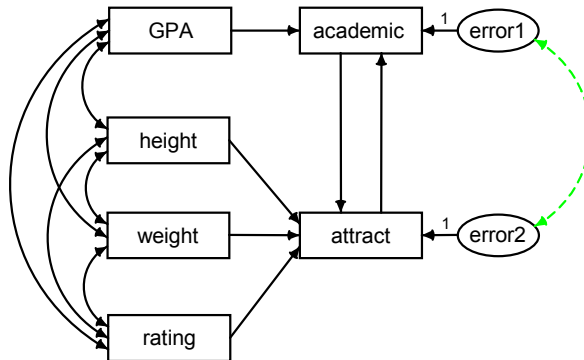 GPA academic 1 error1
height
weight attract 1 error2
rating